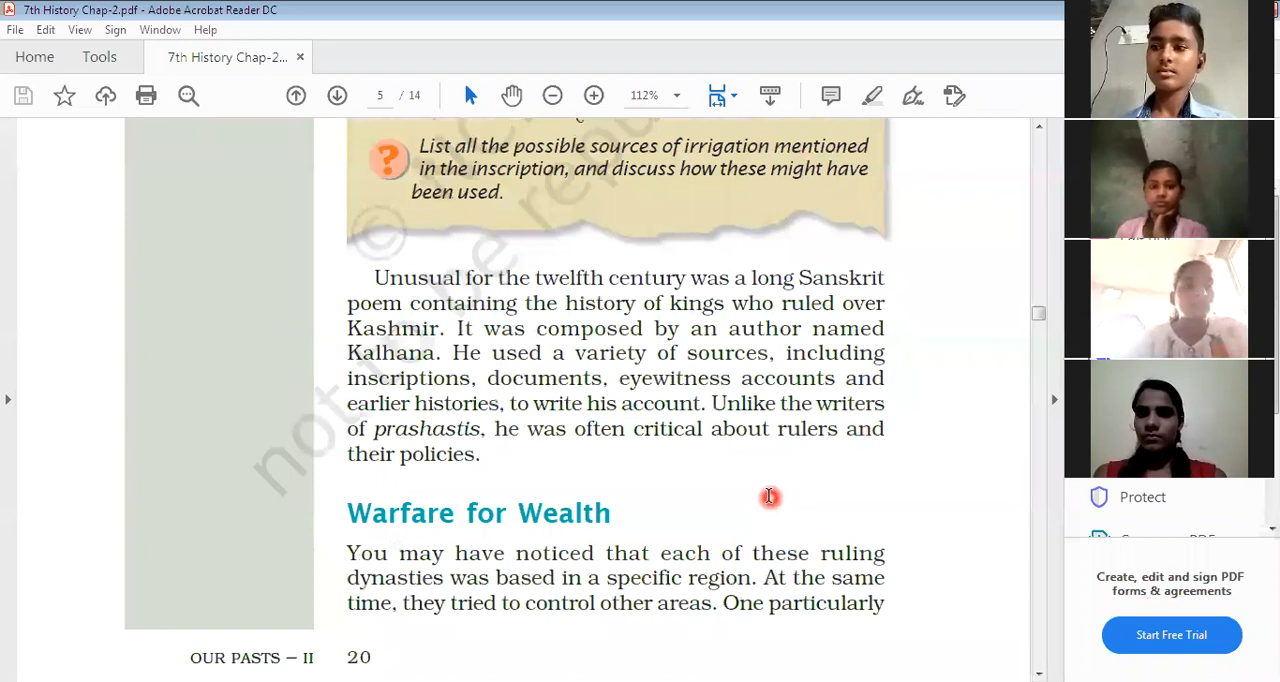 7th History Chap-2.pdf - Adobe Acrobat Reader DC
File Edit View Sign Window Help
Home Tools 7th History Chap-2... ×
5 / 14 112%
?
List all the possible sources of irrigation mentioned
in the inscription, and discuss how these might have
been used.
Unusual for the twelfth century was a long Sanskrit
poem containing the history of kings who ruled over
Kashmir. It was composed by an author named
Kalhana. He used a variety of sources, including
inscriptions, documents, eyewitness accounts and
earlier histories, to write his account. Unlike the writers
of prashastis, he was often critical about rulers and
their policies.
Warfare for Wealth
You may have noticed that each of these ruling
dynasties was based in a specific region. At the same
time, they tried to control other areas. One particularly
OUR PASTS – II 20
©
not be
Protect
Create, edit and sign PDF
forms & agreements
Start Free Trial